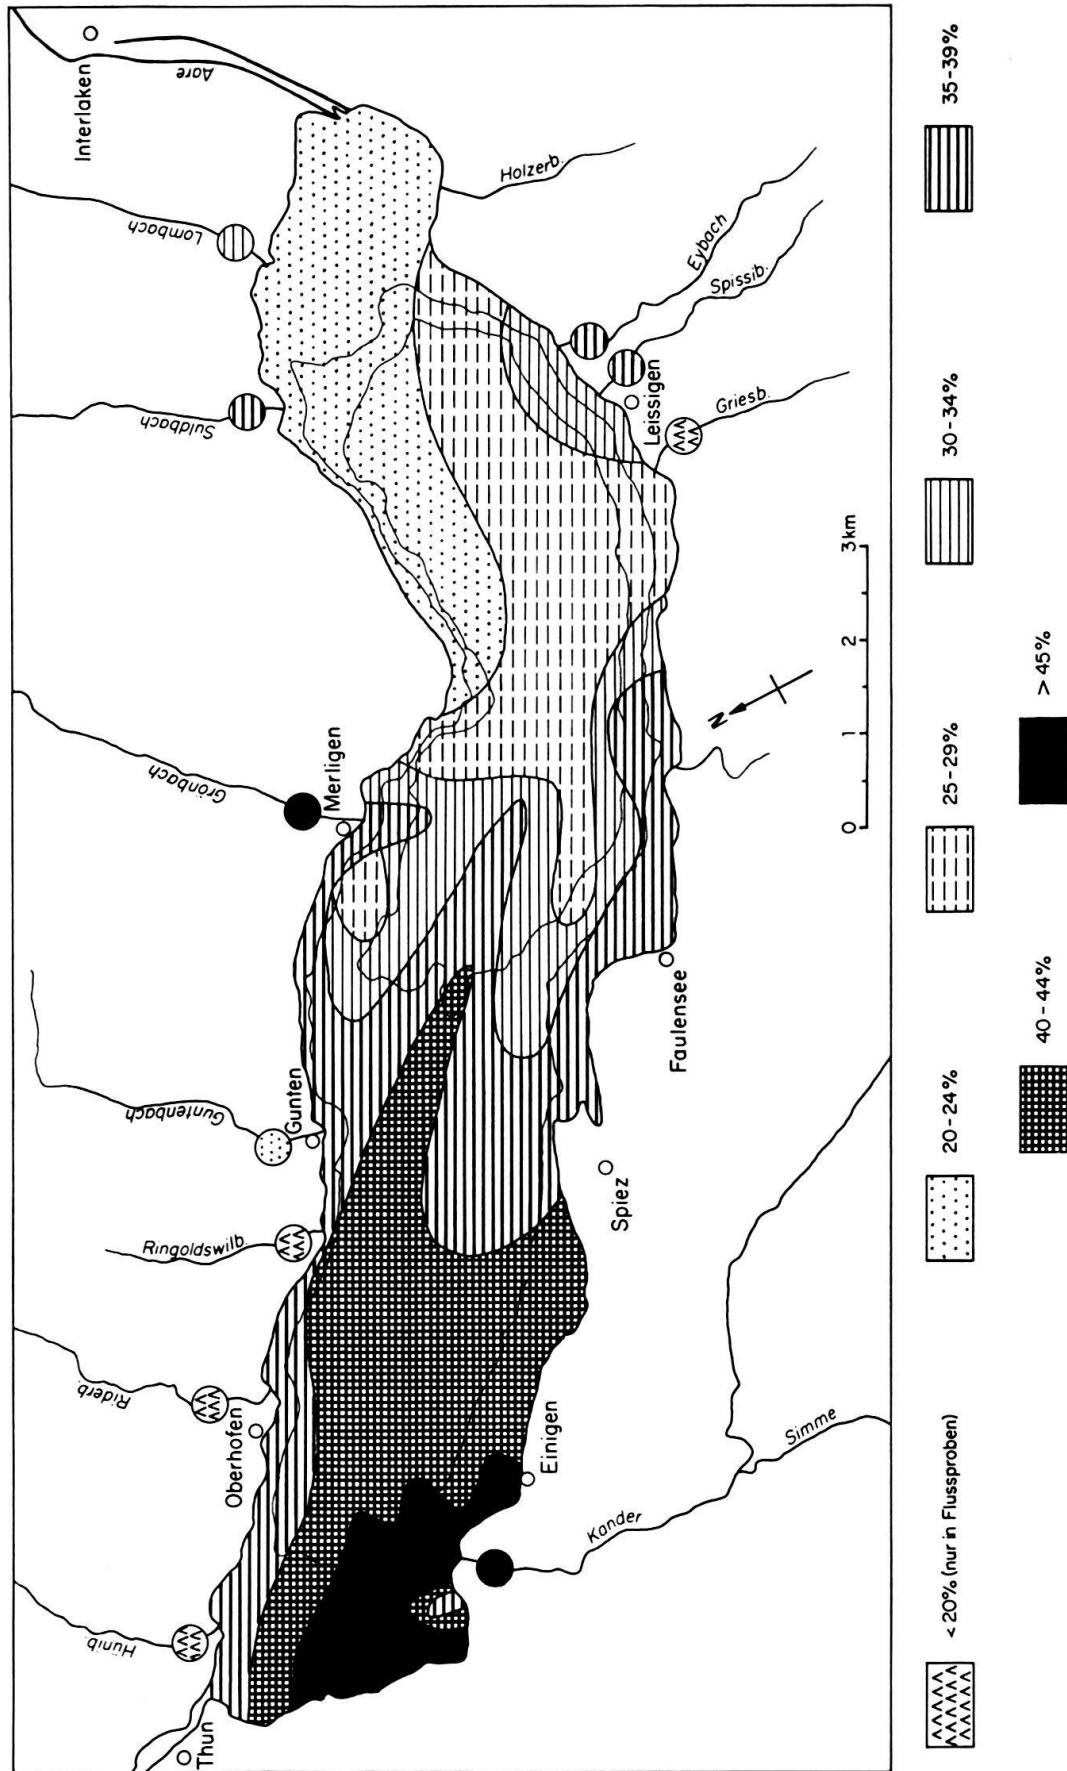 Thun
Hünib.
Oberhofen
Riderb.
Ringoldswilb.
Gunten
Guntenbach
Merligen
Grönbach
Suldbach
Lombach
Interlaken
Aare
Holzerb.
Eybach
Spissib.
Leissigen
Griesb.
Faulensee
Spiez
Einigen
Kander
Simme
N
0 1 2 3km
<20% (nur in Flussproben)
20-24%
25-29%
30-34%
35-39%
40-44%
>45%